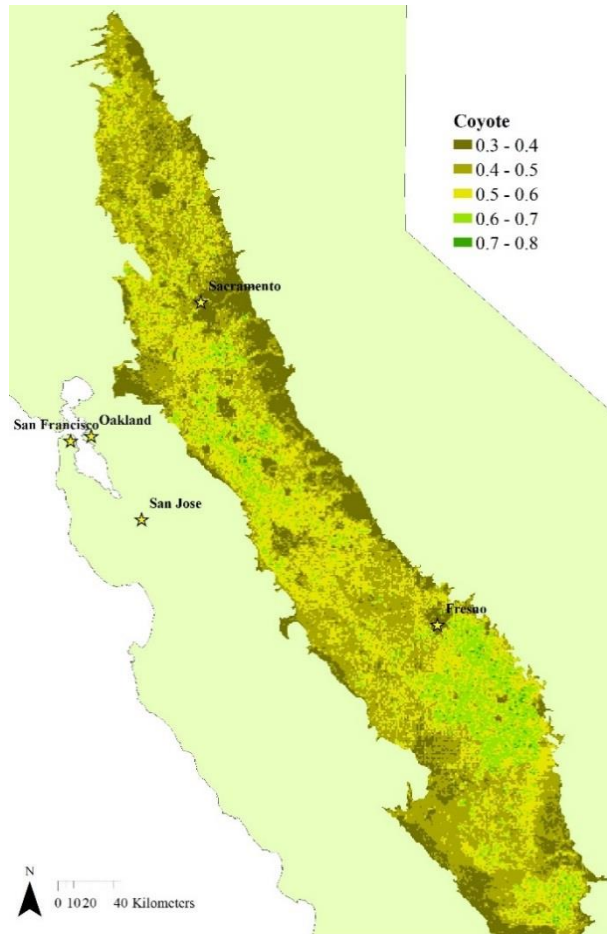 Coyote
0.3 - 0.4
0.4 - 0.5
0.5 - 0.6
0.6 - 0.7
0.7 - 0.8
Sacramento
San Francisco
Oakland
San Jose
Fresno
N
0 10 20 40 Kilometers